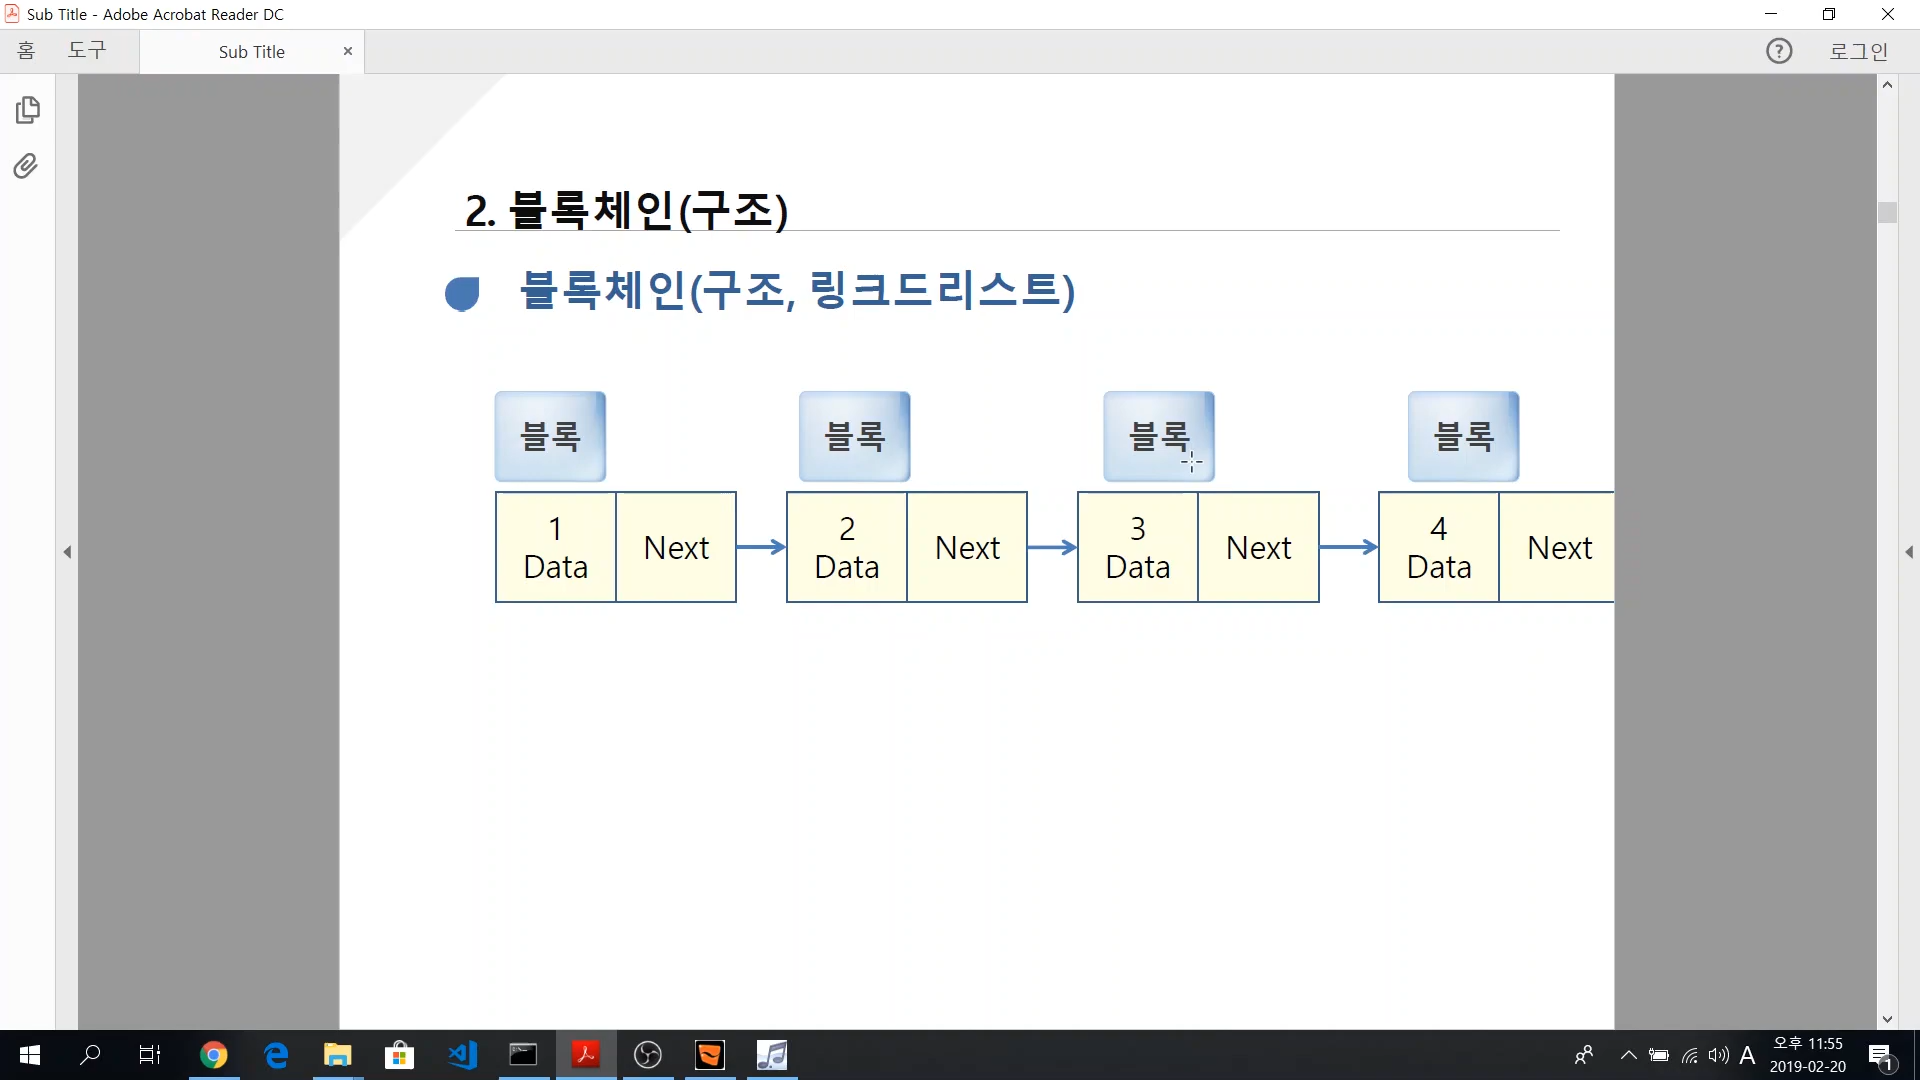 Sub Title - Adobe Acrobat Reader DC
홈 도구 Sub Title × ? 로그인
2. 블록체인(구조)
블록체인(구조, 링크드리스트)
블록 블록 블록 블록
1 Data Next 2 Data Next 3 Data Next 4 Data Next
A 오후 11:55
2019-02-20 1